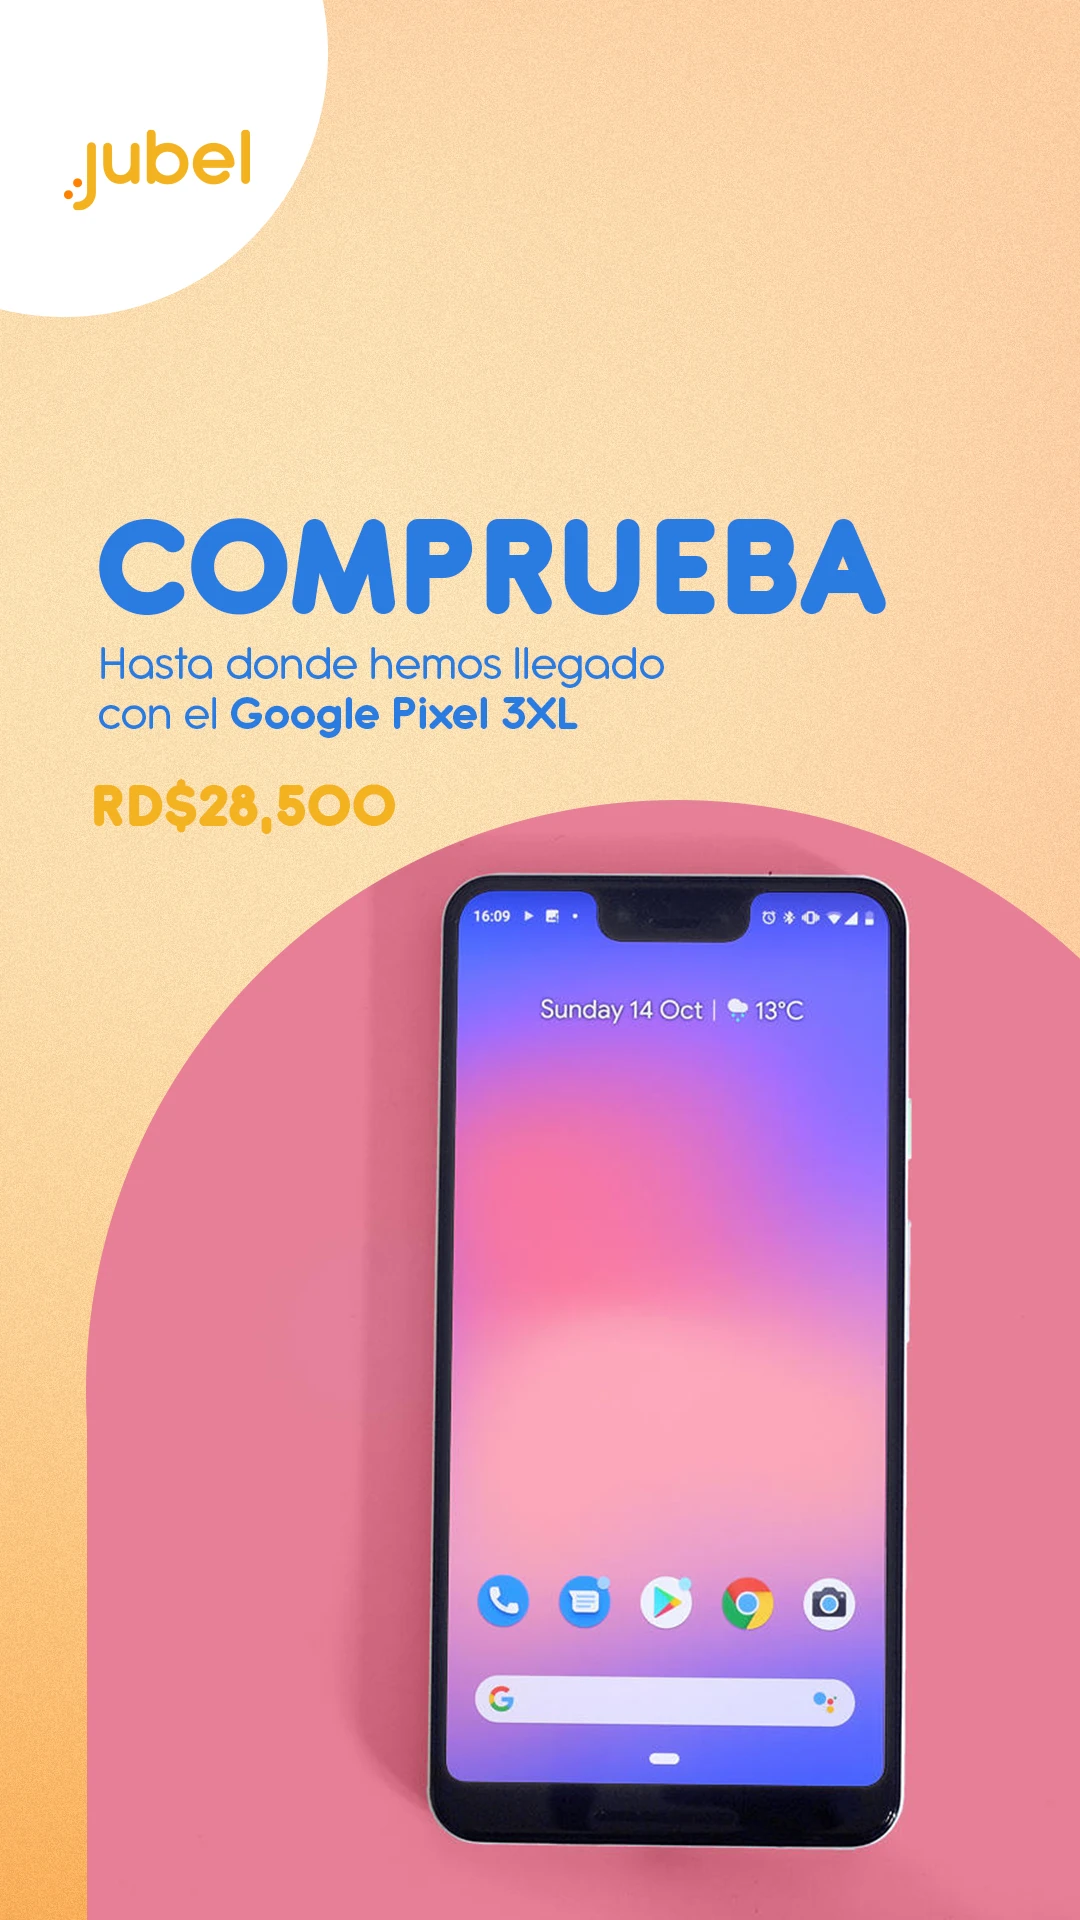 jubel
COMPRUEBA
Hasta donde hemos llegado
con el Google Pixel 3XL
RD$28,500
16:09
Sunday 14 Oct | 13°C
G